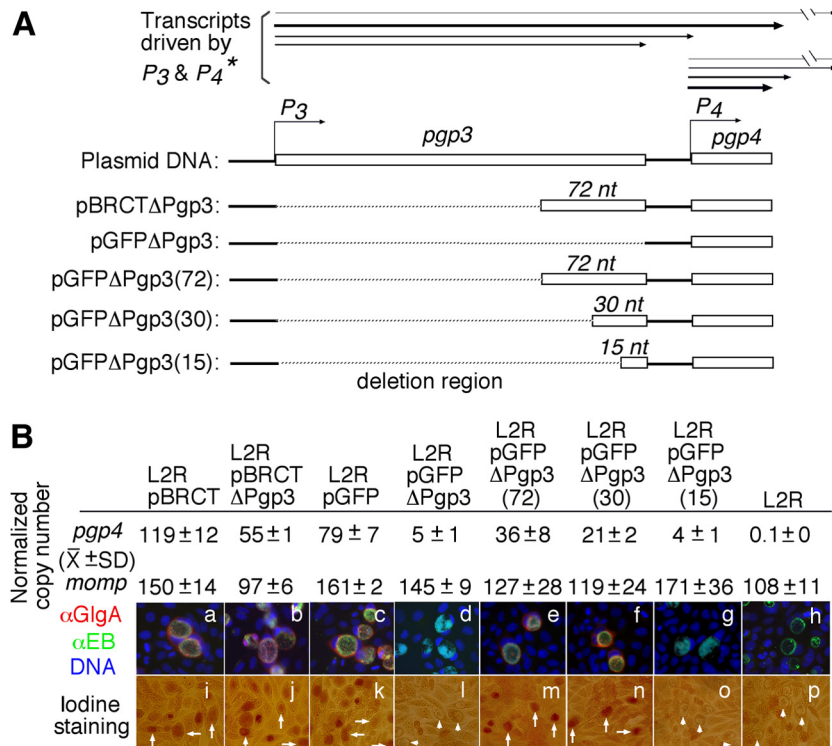 A
Transcripts
driven by
P3 & P4*
P3
pgp3
P4
pgp4
Plasmid DNA:
72 nt
pBRCTΔPgp3:
pGFPΔPgp3:
72 nt
pGFPΔPgp3(72):
30 nt
pGFPΔPgp3(30):
15 nt
pGFPΔPgp3(15):
deletion region
B
Normalized
copy number
L2R
pBRCT
L2R
pBRCT
ΔPgp3
L2R
pGFP
L2R
pGFP
ΔPgp3
L2R
pGFP
ΔPgp3
(72)
L2R
pGFP
ΔPgp3
(30)
L2R
pGFP
ΔPgp3
(15)
L2R
pgp4 119±12 55±1 79±7 5±1 36±8 21±2 4±1 0.1±0
(X̄ ±SD)
momp 150±14 97±6 161±2 145±9 127±28 119±24 171±36 108±11
αGlgA
αEB
DNA
a b c d e f g h
Iodine
staining
i j k l m n o p